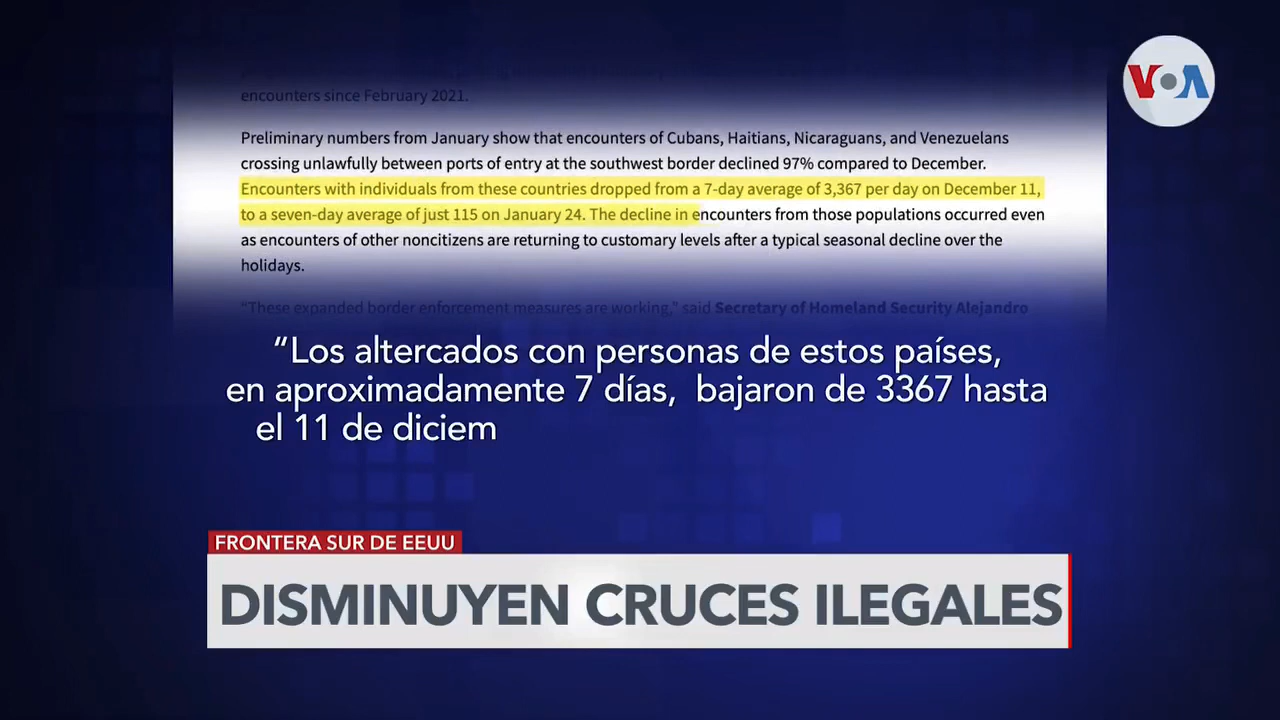 VOA
encounters since February 2021.
Preliminary numbers from January show that encounters of Cubans, Haitians, Nicaraguans, and Venezuelans
crossing unlawfully between ports of entry at the southwest border declined 97% compared to December.
Encounters with individuals from these countries dropped from a 7-day average of 3,367 per day on December 11,
to a seven-day average of just 115 on January 24. The decline in encounters from those populations occurred even
as encounters of other noncitizens are returning to customary levels after a typical seasonal decline over the
holidays.
"These expanded border enforcement measures are working," said Secretary of Homeland Security Alejandro
“Los altercados con personas de estos países,
en aproximadamente 7 días, bajaron de 3367 hasta
el 11 de diciem
FRONTERA SUR DE EEUU
DISMINUYEN CRUCES ILEGALES